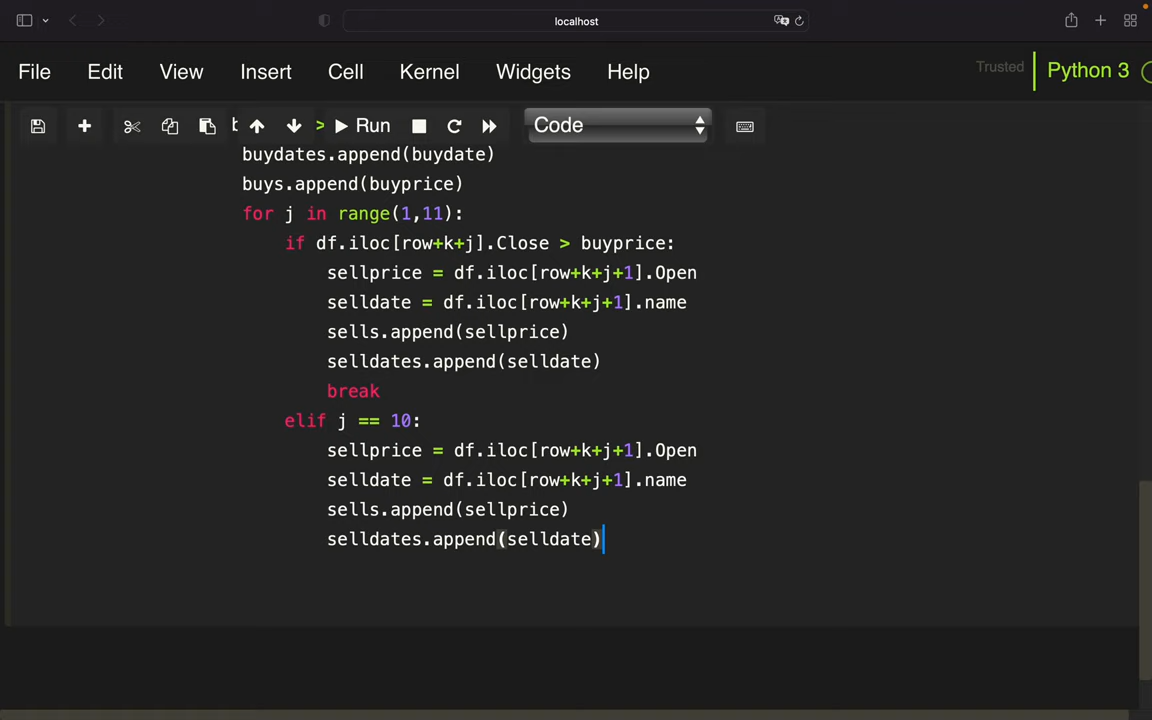 localhost
File Edit View Insert Cell Kernel Widgets Help Trusted Python 3
Run Code
buydates.append(buydate)
buys.append(buyprice)
for j in range(1,11):
if df.iloc[row+k+j].Close > buyprice:
sellprice = df.iloc[row+k+j+1].Open
selldate = df.iloc[row+k+j+1].name
sells.append(sellprice)
selldates.append(selldate)
break
elif j == 10:
sellprice = df.iloc[row+k+j+1].Open
selldate = df.iloc[row+k+j+1].name
sells.append(sellprice)
selldates.append(selldate)